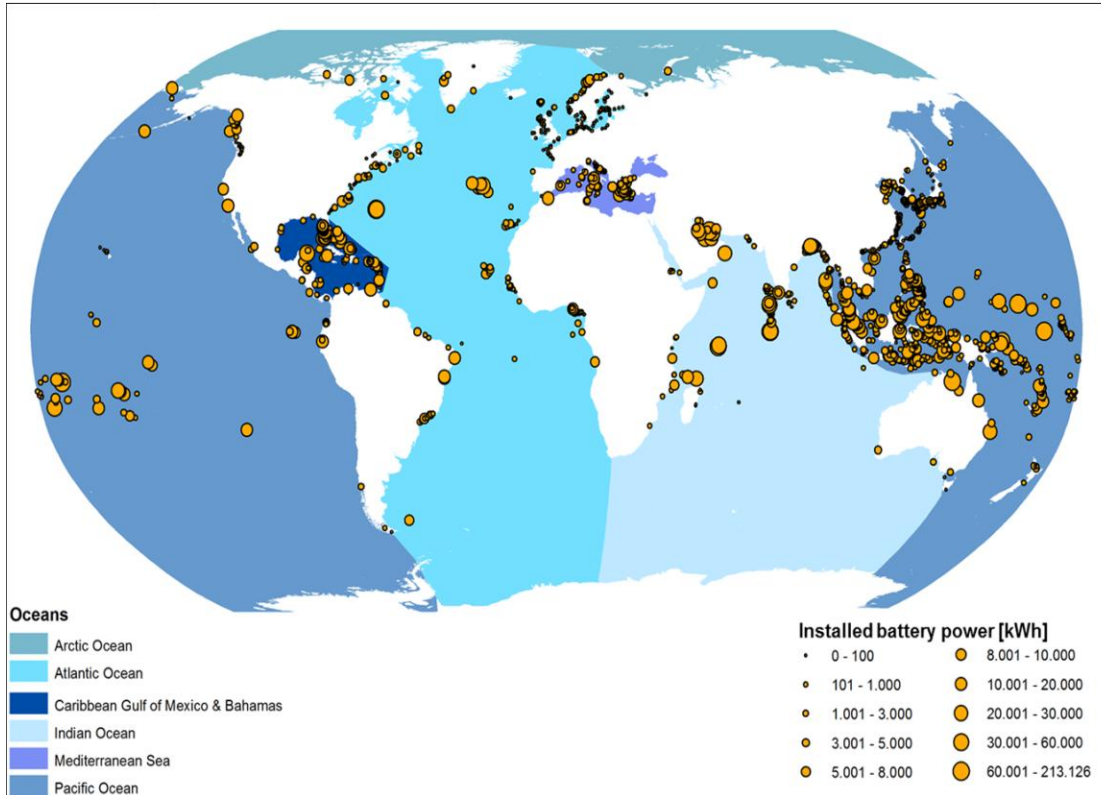 Oceans
Arctic Ocean
Atlantic Ocean
Caribbean Gulf of Mexico & Bahamas
Indian Ocean
Mediterranean Sea
Pacific Ocean
Installed battery power [kWh]
0 - 100
101 - 1.000
1.001 - 3.000
3.001 - 5.000
5.001 - 8.000
8.001 - 10.000
10.001 - 20.000
20.001 - 30.000
30.001 - 60.000
60.001 - 213.126